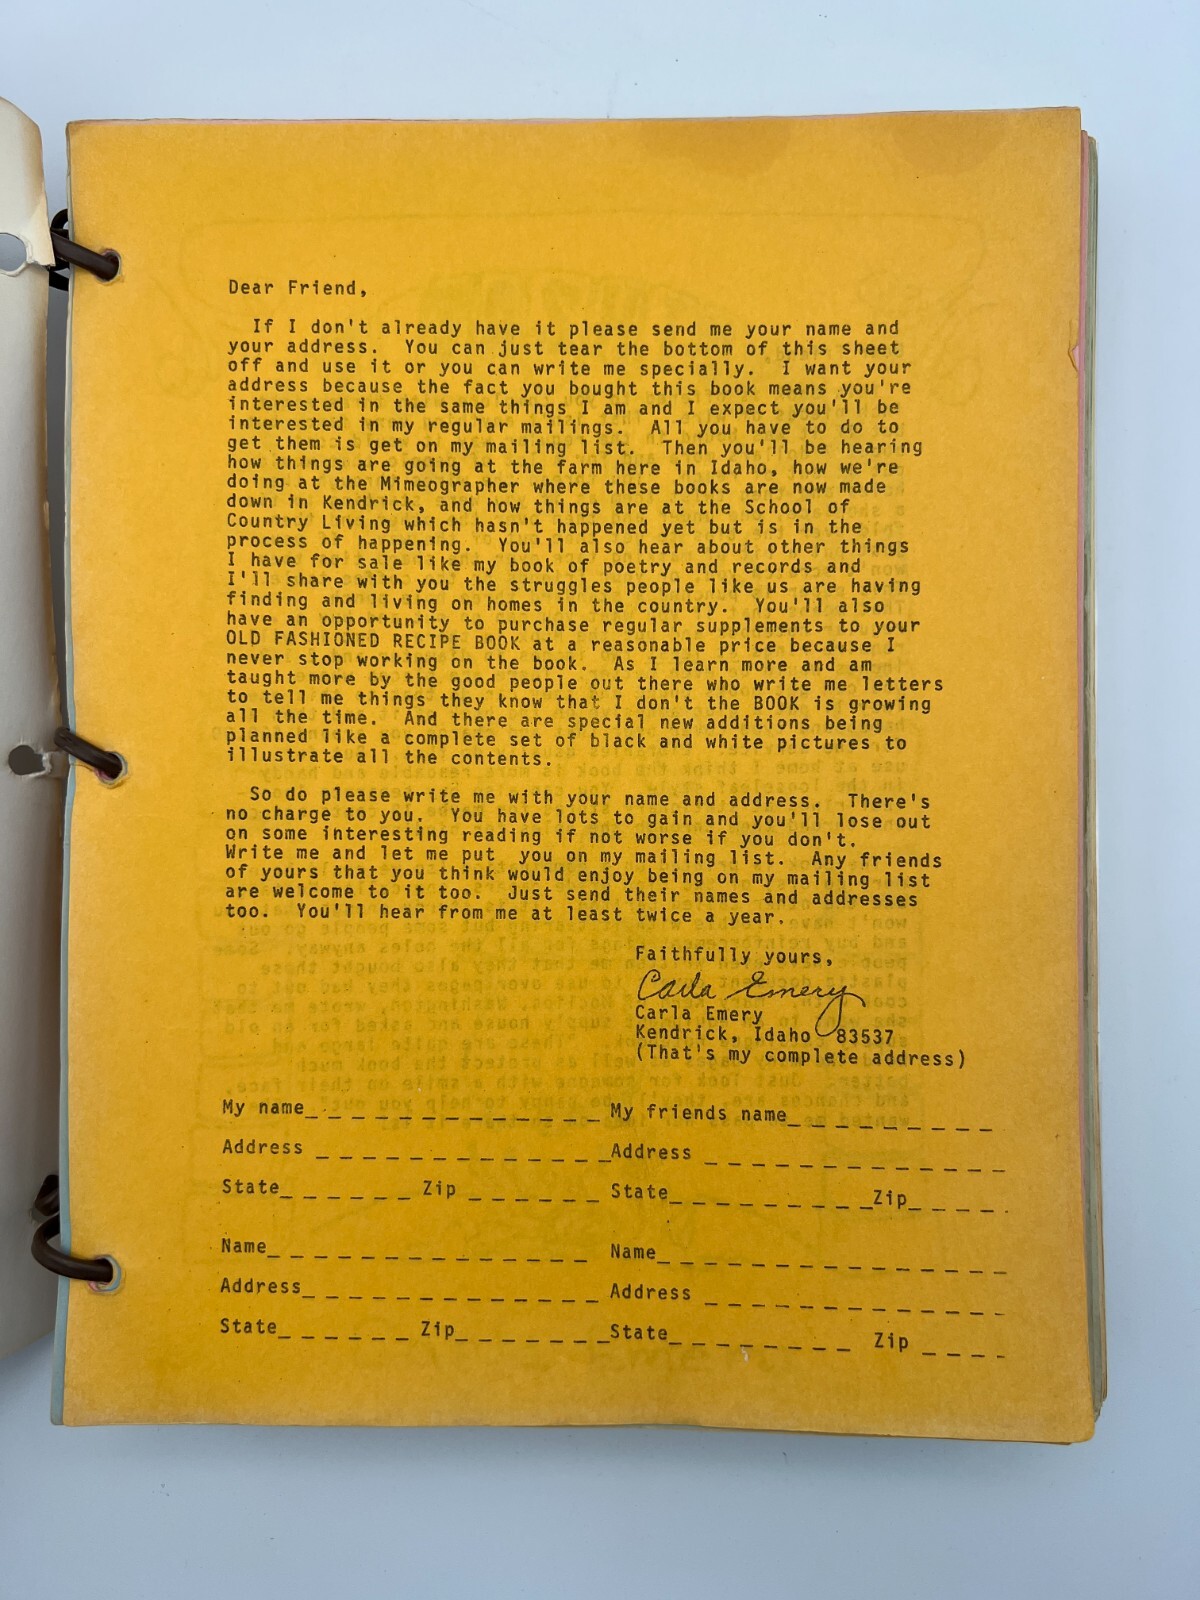 Dear Friend,
If I don't already have it please send me your name and
your address.  You can just tear the bottom of this sheet
off and use it or you can write me specially.  I want your
address because the fact you bought this book means you're
interested in the same things I am and I expect you'll be
interested in my regular mailings.  All you have to do to
get them is get on my mailing list.  Then you'll be hearing
how things are going at the farm here in Idaho, how we're
doing at the Mimeographer where these books are now made
down in Kendrick, and how things are at the School of
Country Living which hasn't happened yet but is in the
process of happening.  You'll also hear about other things
I have for sale like my book of poetry and records and
I'll share with you the struggles people like us are having
finding and living on homes in the country.  You'll also
have an opportunity to purchase regular supplements to your
OLD FASHIONED RECIPE BOOK at a reasonable price because I
never stop working on the book.  As I learn more and am
taught more by the good people out there who write me letters
to tell me things they know that I don't the BOOK is growing
all the time.  And there are special new additions being
planned like a complete set of black and white pictures to
illustrate all the contents.
So do please write me with your name and address.  There's
no charge to you.  You have lots to gain and you'll lose out
on some interesting reading if not worse if you don't.
Write me and let me put  you on my mailing list.  Any friends
of yours that you think would enjoy being on my mailing list
are welcome to it too.  Just send their names and addresses
too.  You'll hear from me at least twice a year.
Faithfully yours,
Carla Emery
Carla Emery
Kendrick, Idaho  83537
(That's my complete address)
My name_ _ _ _ _ _ _ _ _ _ _ _ _ My friends name_ _ _ _ _ _ _ _ _
Address _ _ _ _ _ _ _ _ _ _ _ _ _Address _ _ _ _ _ _ _ _ _ _ _ _ _
State_ _ _ _ _ _ Zip _ _ _ _ _ _ State_ _ _ _ _ _ _ _ _Zip_ _ _ _ _
Name_ _ _ _ _ _ _ _ _ _ _ _ _ _ Name_ _ _ _ _ _ _ _ _ _ _ _ _ _ _
Address_ _ _ _ _ _ _ _ _ _ _ _ _ Address _ _ _ _ _ _ _ _ _ _ _ _ _
State_ _ _ _ _ _ Zip_ _ _ _ _ _ _State_ _ _ _ _ _ _ _ Zip _ _ _ _